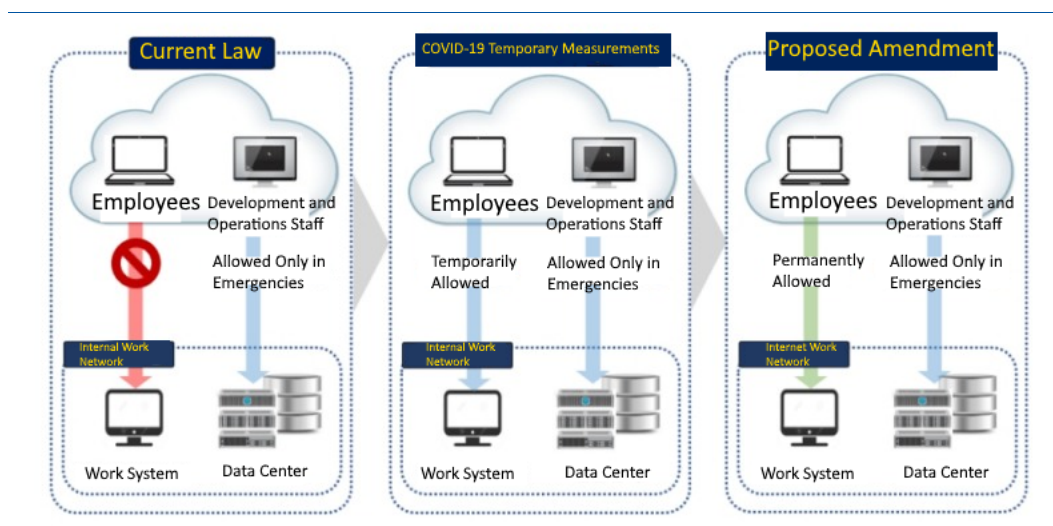 Current Law
Employees
Development and
Operations Staff
Allowed Only in
Emergencies
Internal Work
Network
Work System
Data Center
COVID-19 Temporary Measurements
Employees
Development and
Operations Staff
Temporarily
Allowed
Allowed Only in
Emergencies
Internal Work
Network
Work System
Data Center
Proposed Amendment
Employees
Development and
Operations Staff
Permanently
Allowed
Allowed Only in
Emergencies
Internet Work
Network
Work System
Data Center